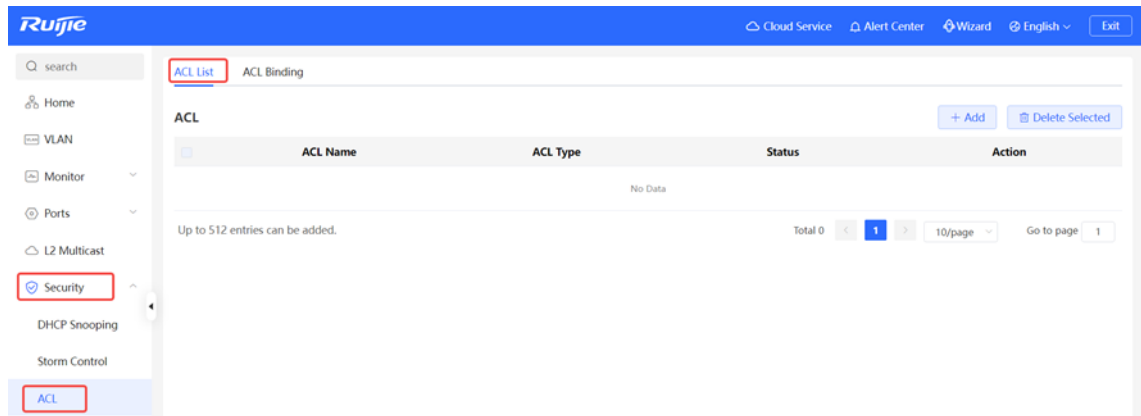 Ruijie
Cloud Service Alert Center Wizard English Exit
search
Home
VLAN
Monitor
Ports
L2 Multicast
Security
DHCP Snooping
Storm Control
ACL
ACL List ACL Binding
ACL
+ Add Delete Selected
ACL Name ACL Type Status Action
No Data
Up to 512 entries can be added.
Total 0 < 1 > 10/page Go to page 1